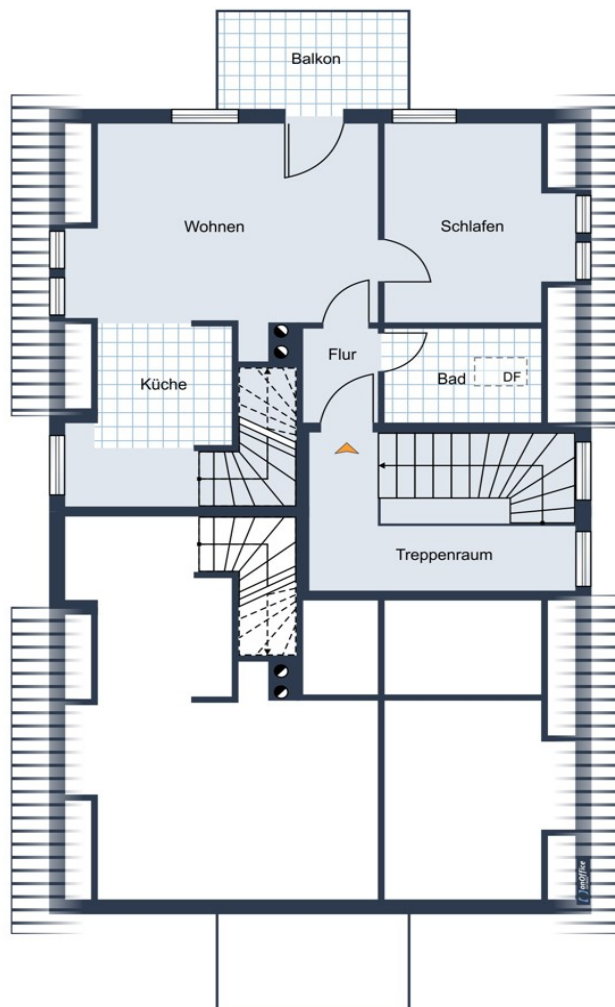 Balkon
Wohnen
Schlafen
Flur
Küche
Bad
DF
Treppenraum
onOffice